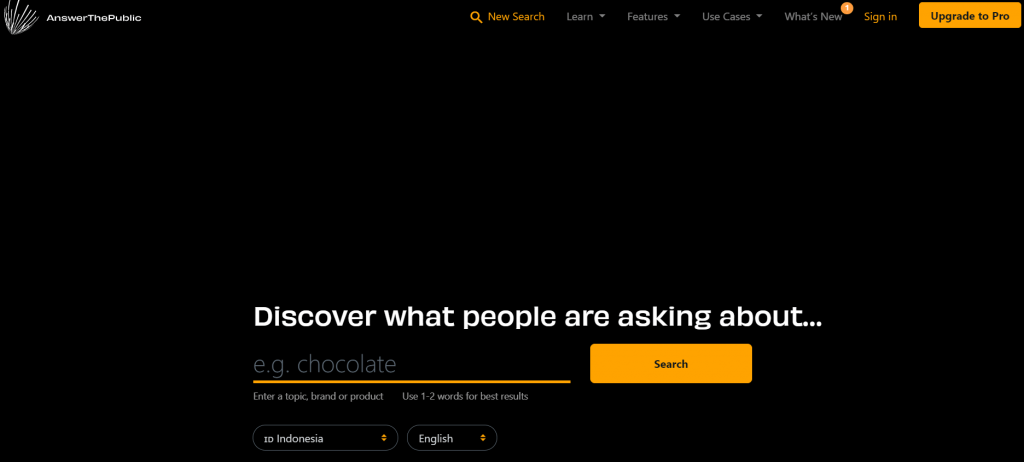 AnswerThePublic
New Search Learn Features Use Cases What's New 1 Sign in Upgrade to Pro
Discover what people are asking about...
e.g. chocolate Search
Enter a topic, brand or product Use 1-2 words for best results
ID Indonesia English